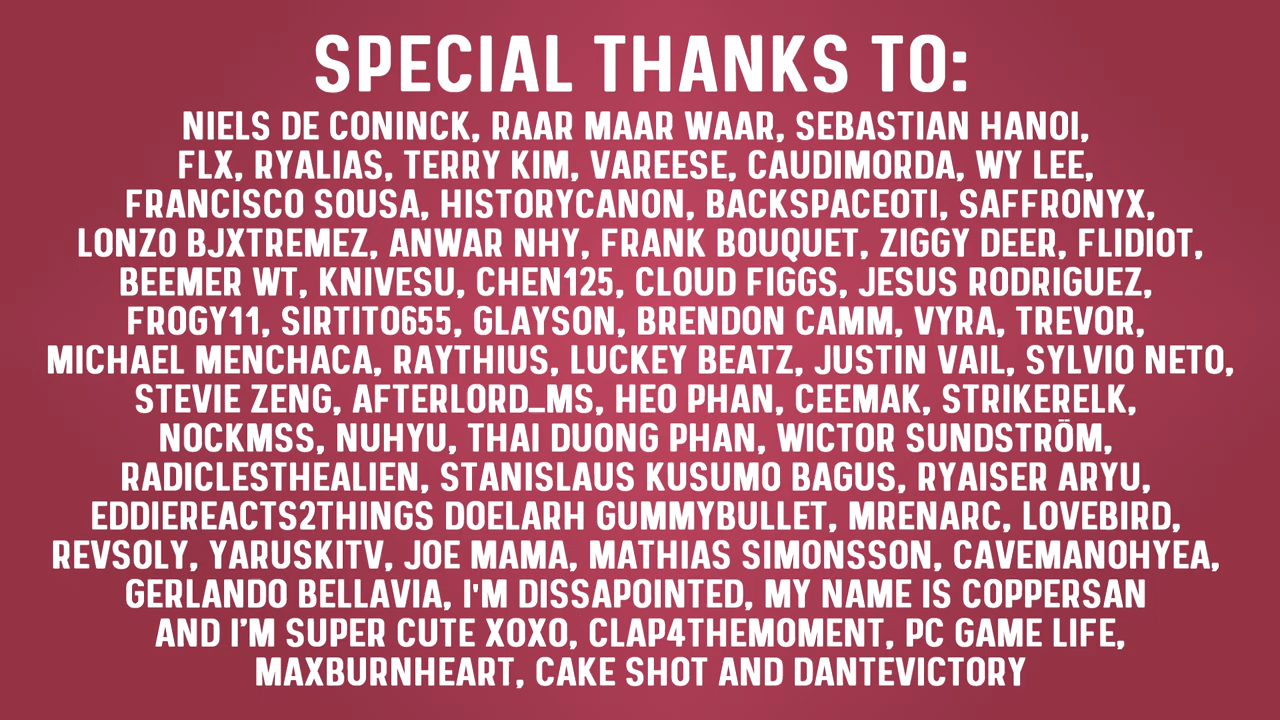 SPECIAL THANKS TO:
NIELS DE CONINCK, RAAR MAAR WAAR, SEBASTIAN HANOI,
FLX, RYALIAS, TERRY KIM, VAREESE, CAUDIMORDA, WY LEE,
FRANCISCO SOUSA, HISTORYCANON, BACKSPACEOTI, SAFFRONYX,
LONZO BJXTREMEZ, ANWAR NHY, FRANK BOUQUET, ZIGGY DEER, FLIDIOT,
BEEMER WT, KNIVESU, CHEN125, CLOUD FIGGS, JESUS RODRIGUEZ,
FROGY11, SIRTITO655, GLAYSON, BRENDON CAMM, VYRA, TREVOR,
MICHAEL MENCHACA, RAYTHIUS, LUCKEY BEATZ, JUSTIN VAIL, SYLVIO NETO,
STEVIE ZENG, AFTERLORD_MS, HEO PHAN, CEEMAK, STRIKERELK,
NOCKMSS, NUHYU, THAI DUONG PHAN, WICTOR SUNDSTRÖM,
RADICLESTHEALIEN, STANISLAUS KUSUMO BAGUS, RYAISER ARYU,
EDDIEREACTS2THINGS DOELARH GUMMYBULLET, MRENARC, LOVEBIRD,
REVSOLY, YARUSKITV, JOE MAMA, MATHIAS SIMONSSON, CAVEMANOHYEA,
GERLANDO BELLAVIA, I'M DISSAPOINTED, MY NAME IS COPPERSAN
AND I’M SUPER CUTE XOXO, CLAP4THEMOMENT, PC GAME LIFE,
MAXBURNHEART, CAKE SHOT AND DANTEVICTORY